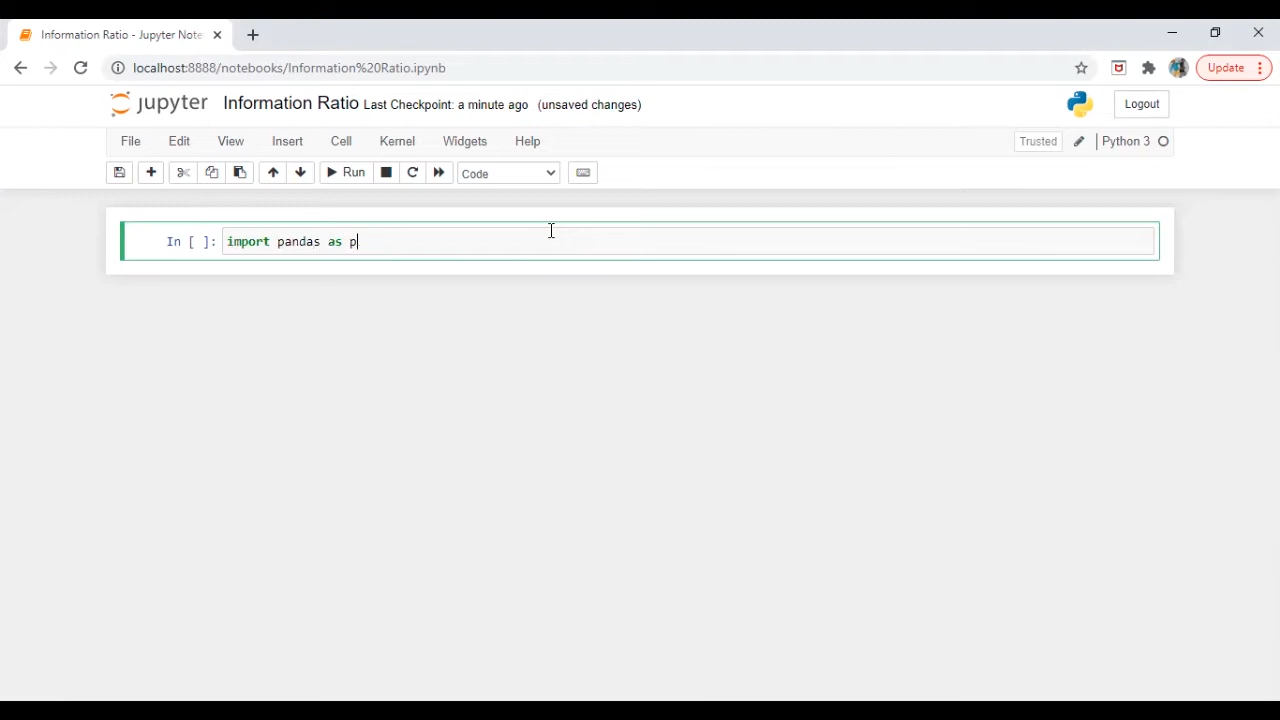 Information Ratio - Jupyter Note
localhost:8888/notebooks/Information%20Ratio.ipynb
Update
jupyter Information Ratio Last Checkpoint: a minute ago (unsaved changes)
Logout
File Edit View Insert Cell Kernel Widgets Help
Trusted Python 3
Run Code
In [ ]: import pandas as p